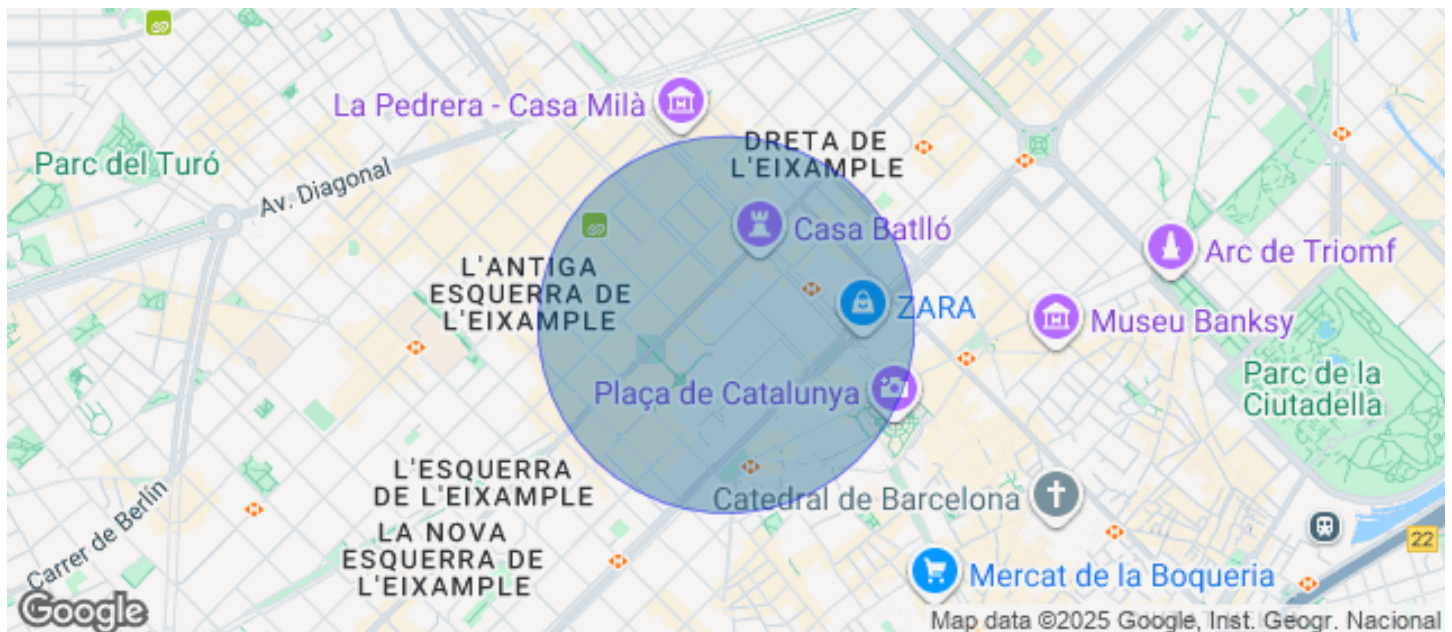 La Pedrera - Casa Milà
DRETA DE
L'EIXAMPLE
Parc del Turó
Av. Diagonal
Casa Batlló
Arc de Triomf
L'ANTIGA
ESQUERRA DE
L'EIXAMPLE
ZARA
Museu Banksy
Plaça de Catalunya
Parc de la
Ciutadella
L'ESQUERRA
DE L'EIXAMPLE
Catedral de Barcelona
LA NOVA
ESQUERRA DE
L'EIXAMPLE
Carrer de Berlín
22
Mercat de la Boqueria
Google
Map data ©2025 Google, Inst. Geogr. Nacional